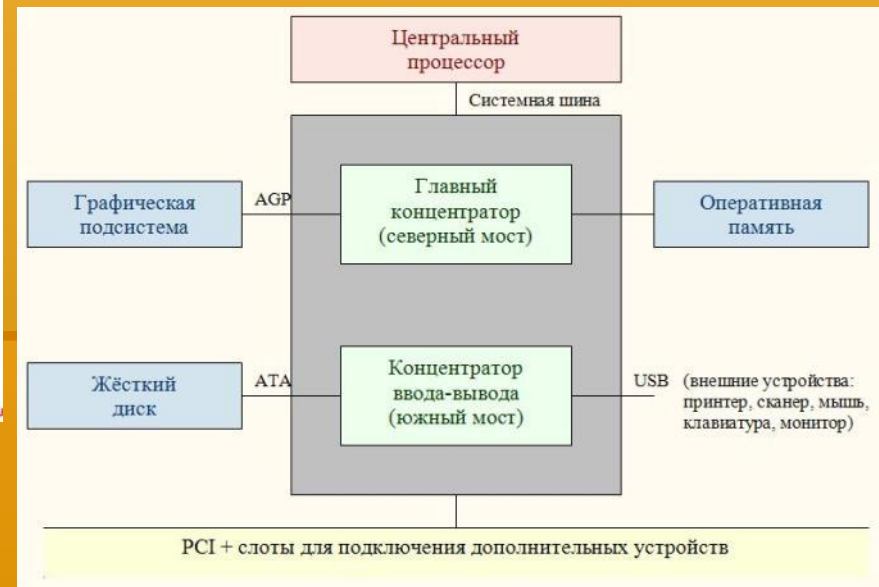 Центральный
процессор
Системная шина
Графическая
подсистема
AGP
Главный
концентратор
(северный мост)
Оперативная
память
Жёсткий
диск
ATA
Концентратор
ввода-вывода
(южный мост)
USB (внешние устройства:
принтер, сканер, мышь,
клавиатура, монитор)
PCI + слоты для подключения дополнительных устройств